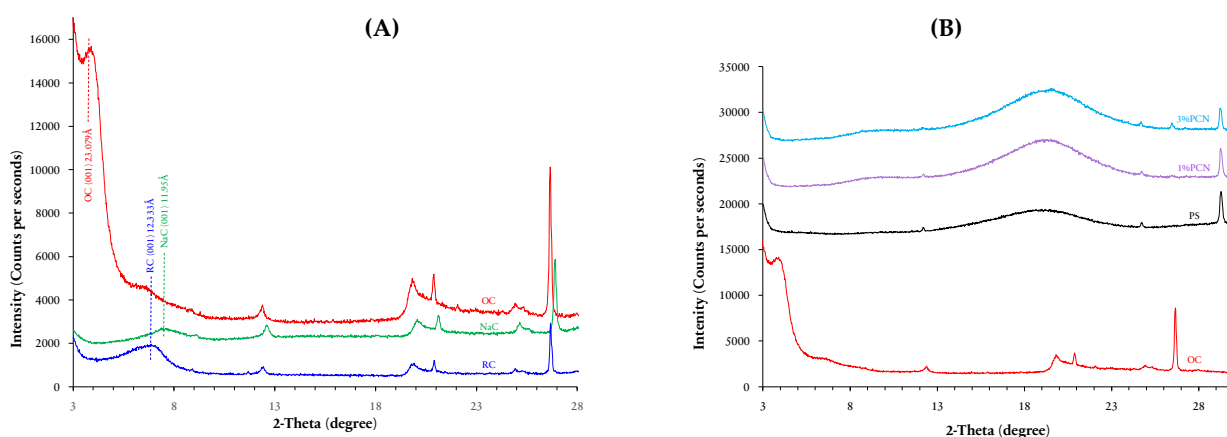 (A)
16000
14000
12000
10000
8000
6000
4000
2000
0
Intensity (Counts per seconds)
OC (001) 23.079Å
RC (001) 12.333Å
NaC (001) 11.95Å
OC
NaC
RC
3 8 13 18 23 28
2-Theta (degree)
(B)
35000
30000
25000
20000
15000
10000
5000
0
Intenity (Counts per seconds)
3%PCN
1%PCN
PS
OC
3 8 13 18 23 28
2-Theta (degree)